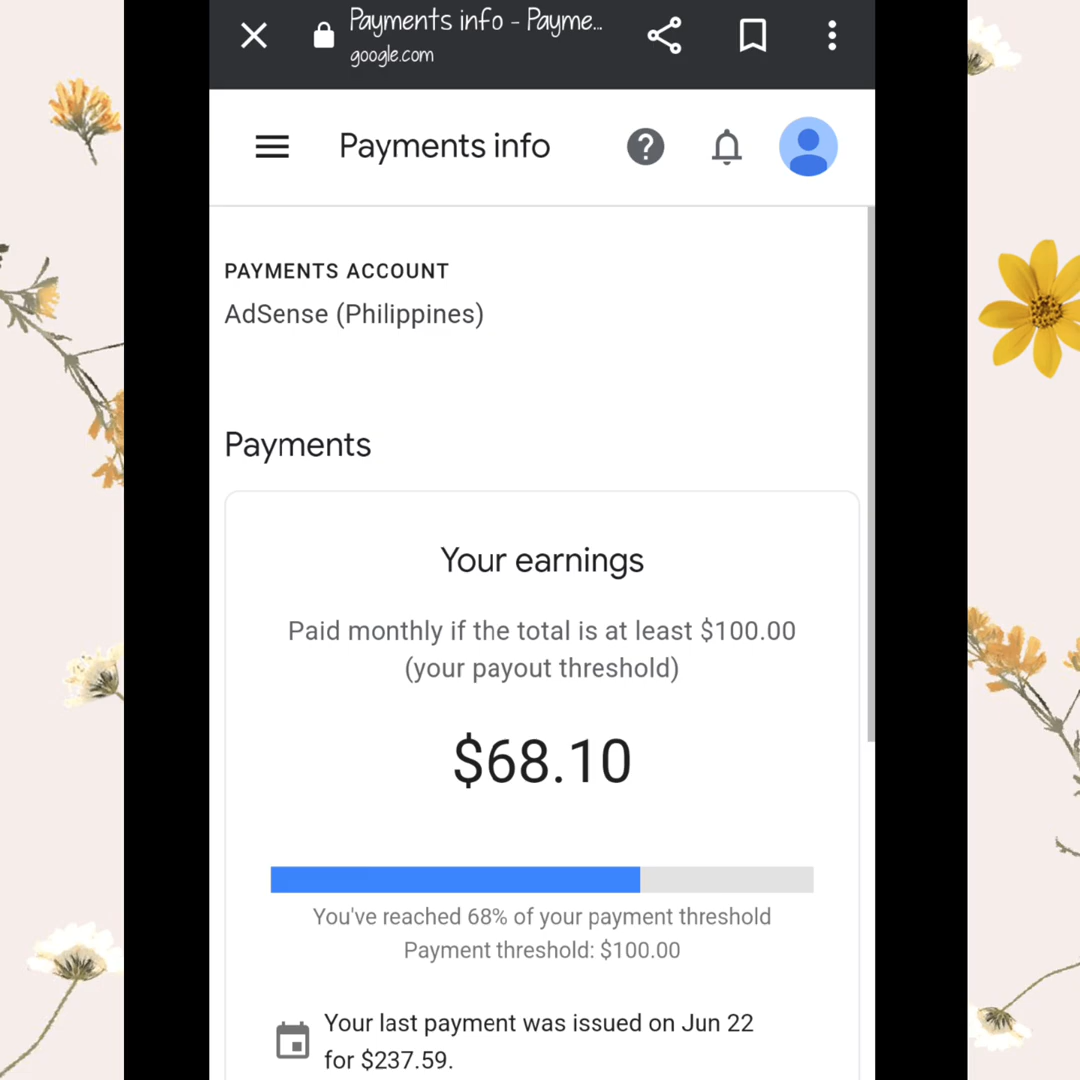 Payments info - Payme...
google.com
Payments info
PAYMENTS ACCOUNT
AdSense (Philippines)
Payments
Your earnings
Paid monthly if the total is at least $100.00
(your payout threshold)
$68.10
You've reached 68% of your payment threshold
Payment threshold: $100.00
Your last payment was issued on Jun 22
for $237.59.